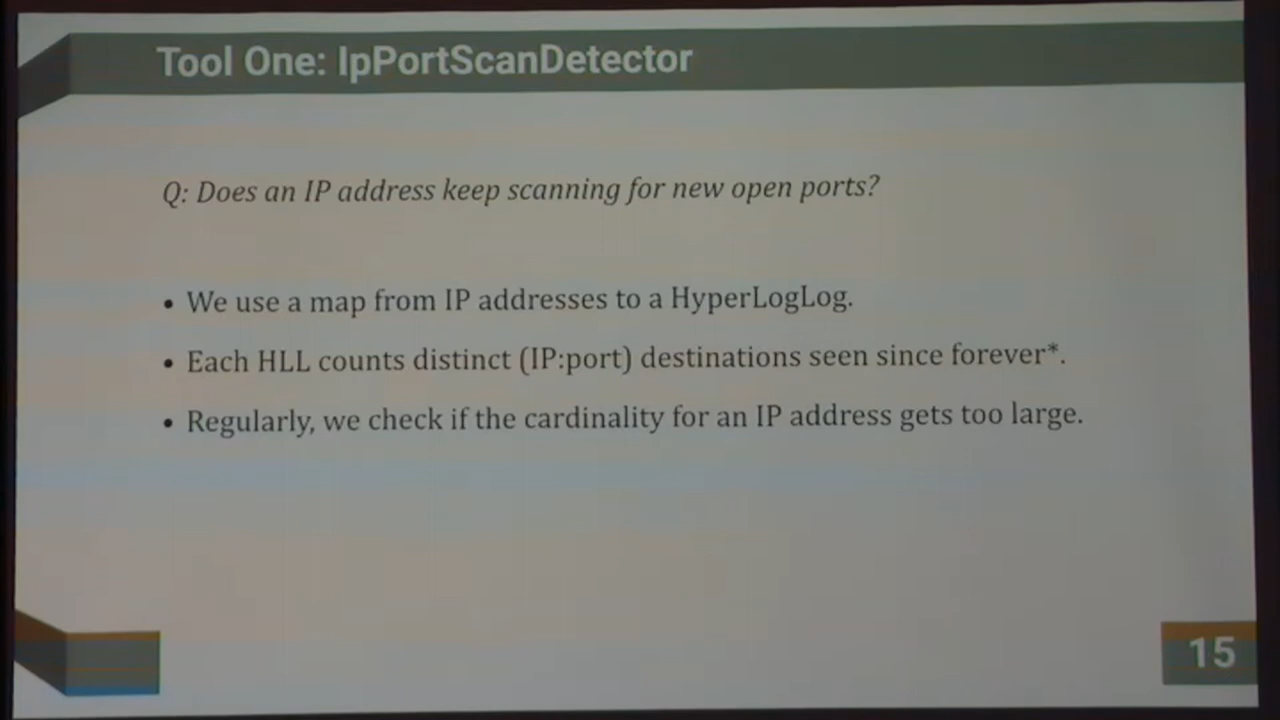 Tool One: IpPortScanDetector
Q: Does an IP address keep scanning for new open ports?
• We use a map from IP addresses to a HyperLogLog.
• Each HLL counts distinct (IP:port) destinations seen since forever*.
• Regularly, we check if the cardinality for an IP address gets too large.
15